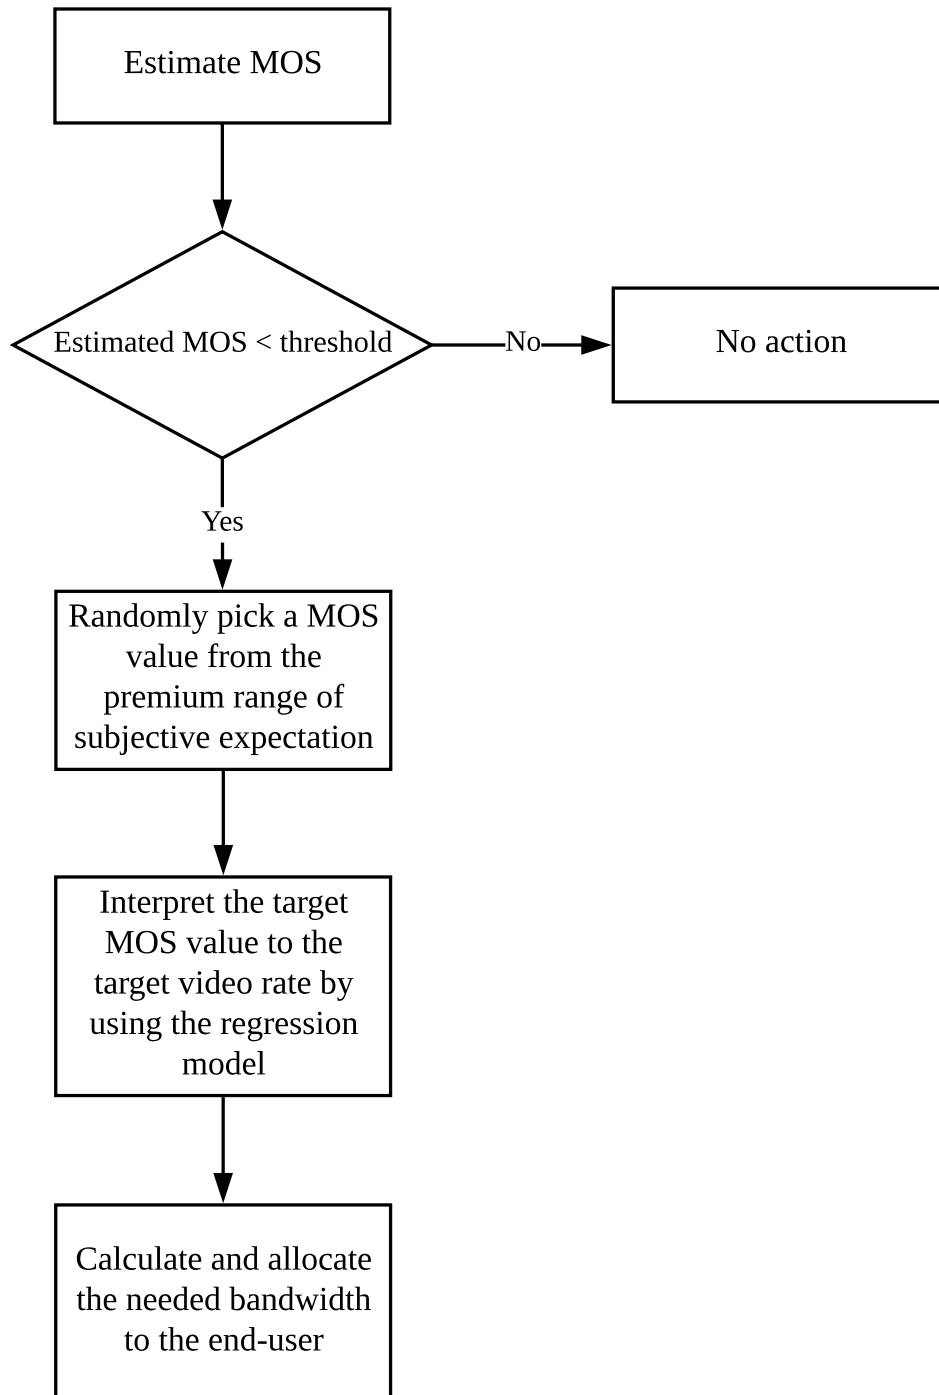 Estimate MOS
Estimated MOS < threshold
No
No action
Yes
Randomly pick a MOS
value from the
premium range of
subjective expectation
Interpret the target
MOS value to the
target video rate by
using the regression
model
Calculate and allocate
the needed bandwidth
to the end-user